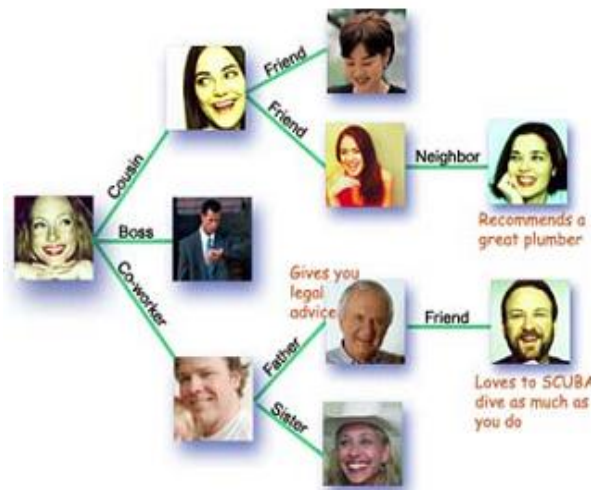 Friend
Friend
Cousin
Neighbor
Recommends a
great plumber
Boss
Co-worker
Gives you
legal
advice
Father
Friend
Loves to SCUBA
dive as much as
you do
Sister